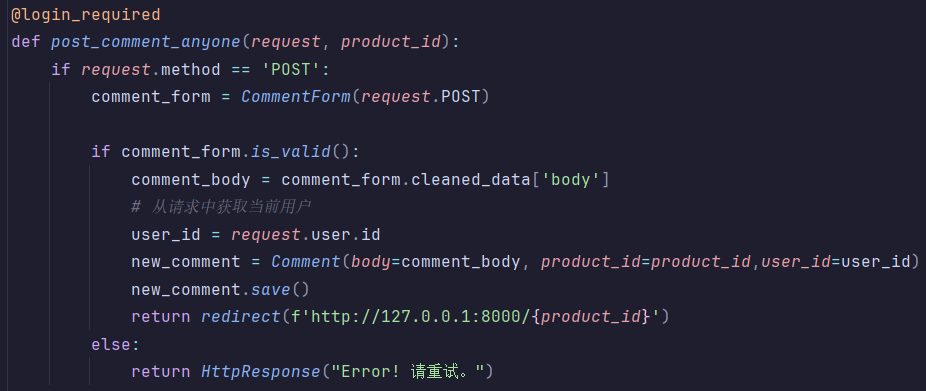 @login_required
def post_comment_anyone(request, product_id):
    if request.method == 'POST':
        comment_form = CommentForm(request.POST)

        if comment_form.is_valid():
            comment_body = comment_form.cleaned_data['body']
            # 从请求中获取当前用户
            user_id = request.user.id
            new_comment = Comment(body=comment_body, product_id=product_id,user_id=user_id)
            new_comment.save()
            return redirect(f'http://127.0.0.1:8000/{product_id}')
        else:
            return HttpResponse("Error! 请重试。")